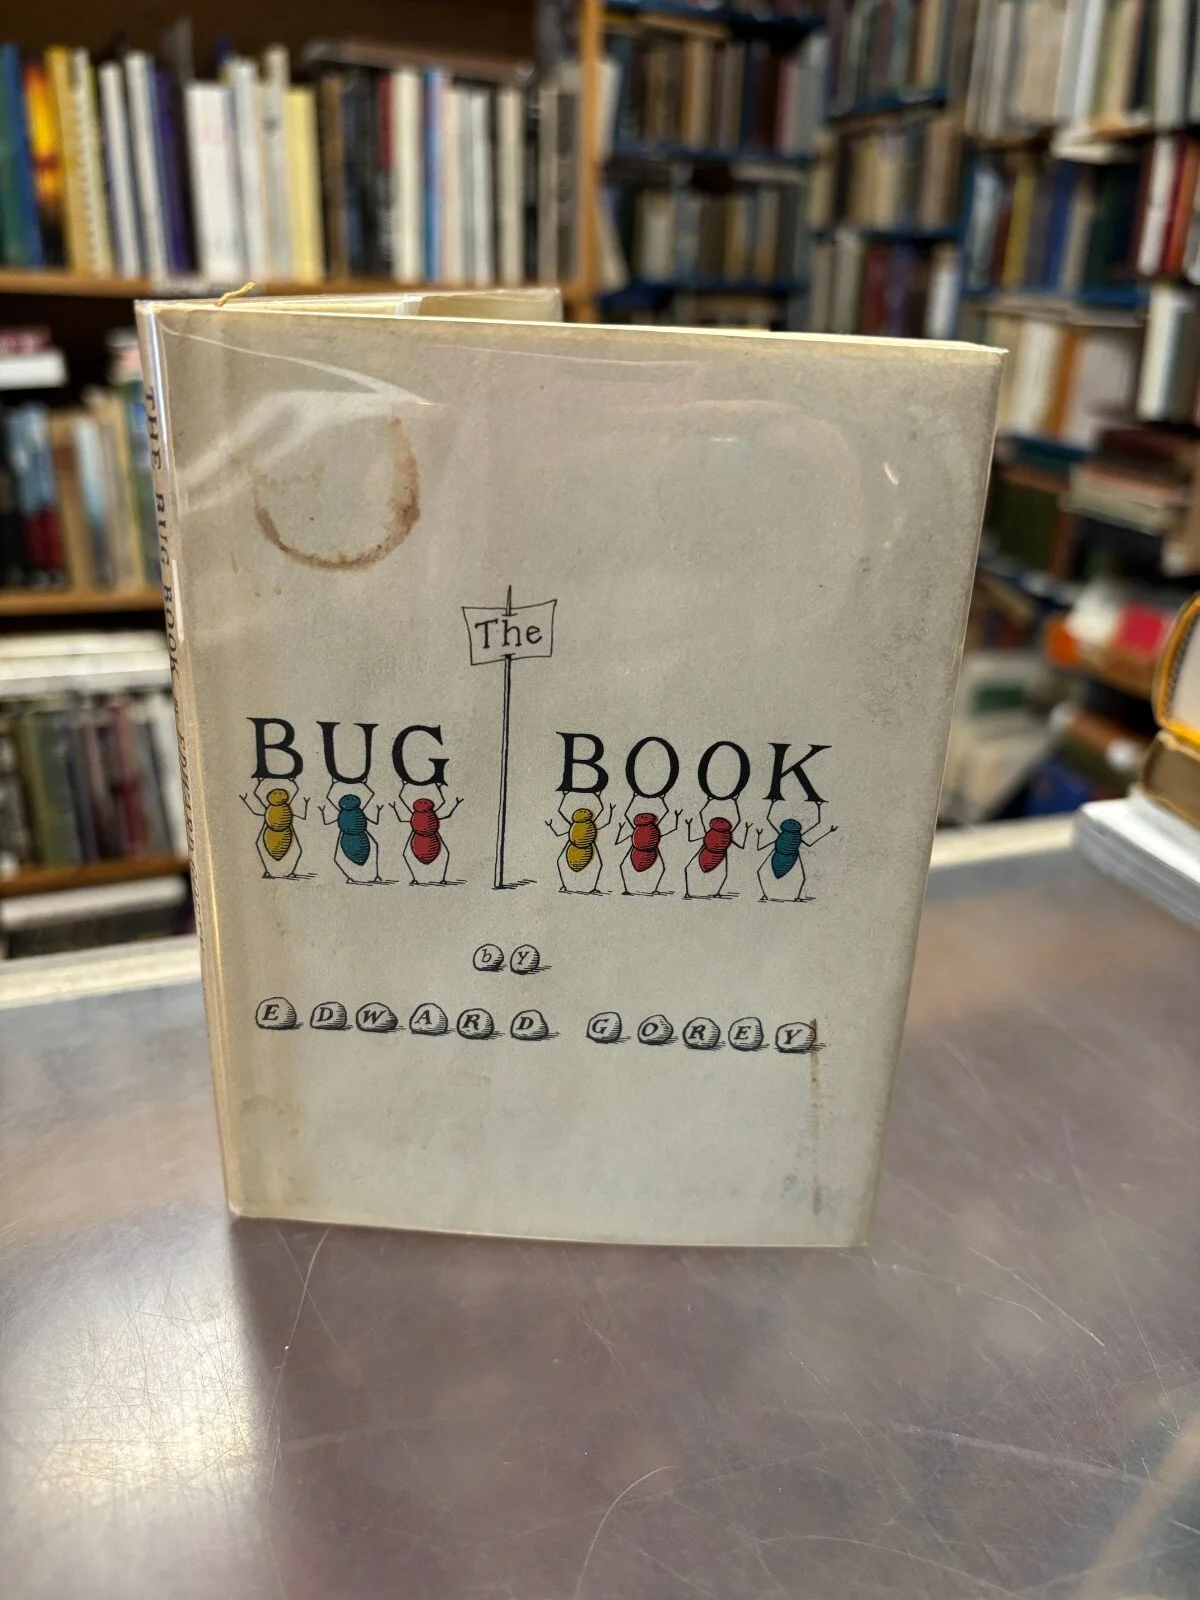 The
BUG BOOK
by
EDWARD GOREY
THE BUG BOOK